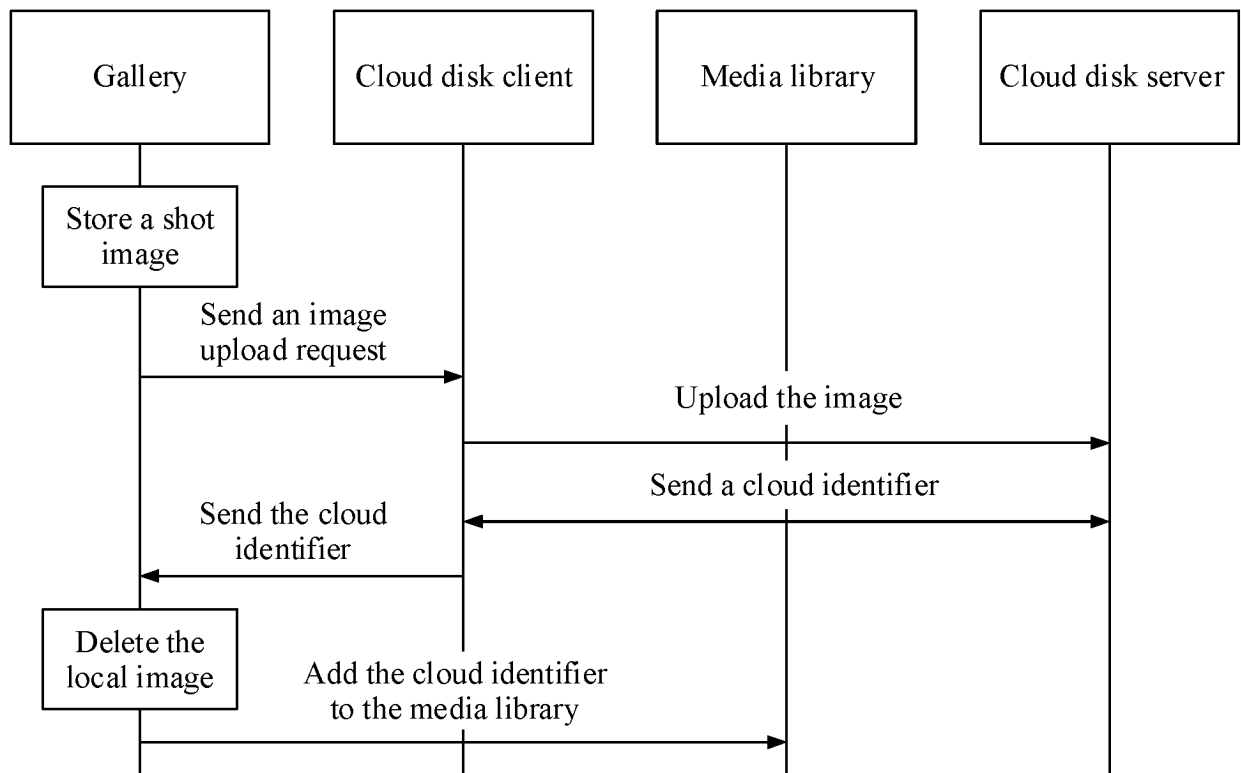 Gallery
Cloud disk client
Media library
Cloud disk server
Store a shot
image
Send an image
upload request
Upload the image
Send a cloud identifier
Send the cloud
identifier
Delete the
local image
Add the cloud identifier
to the media library